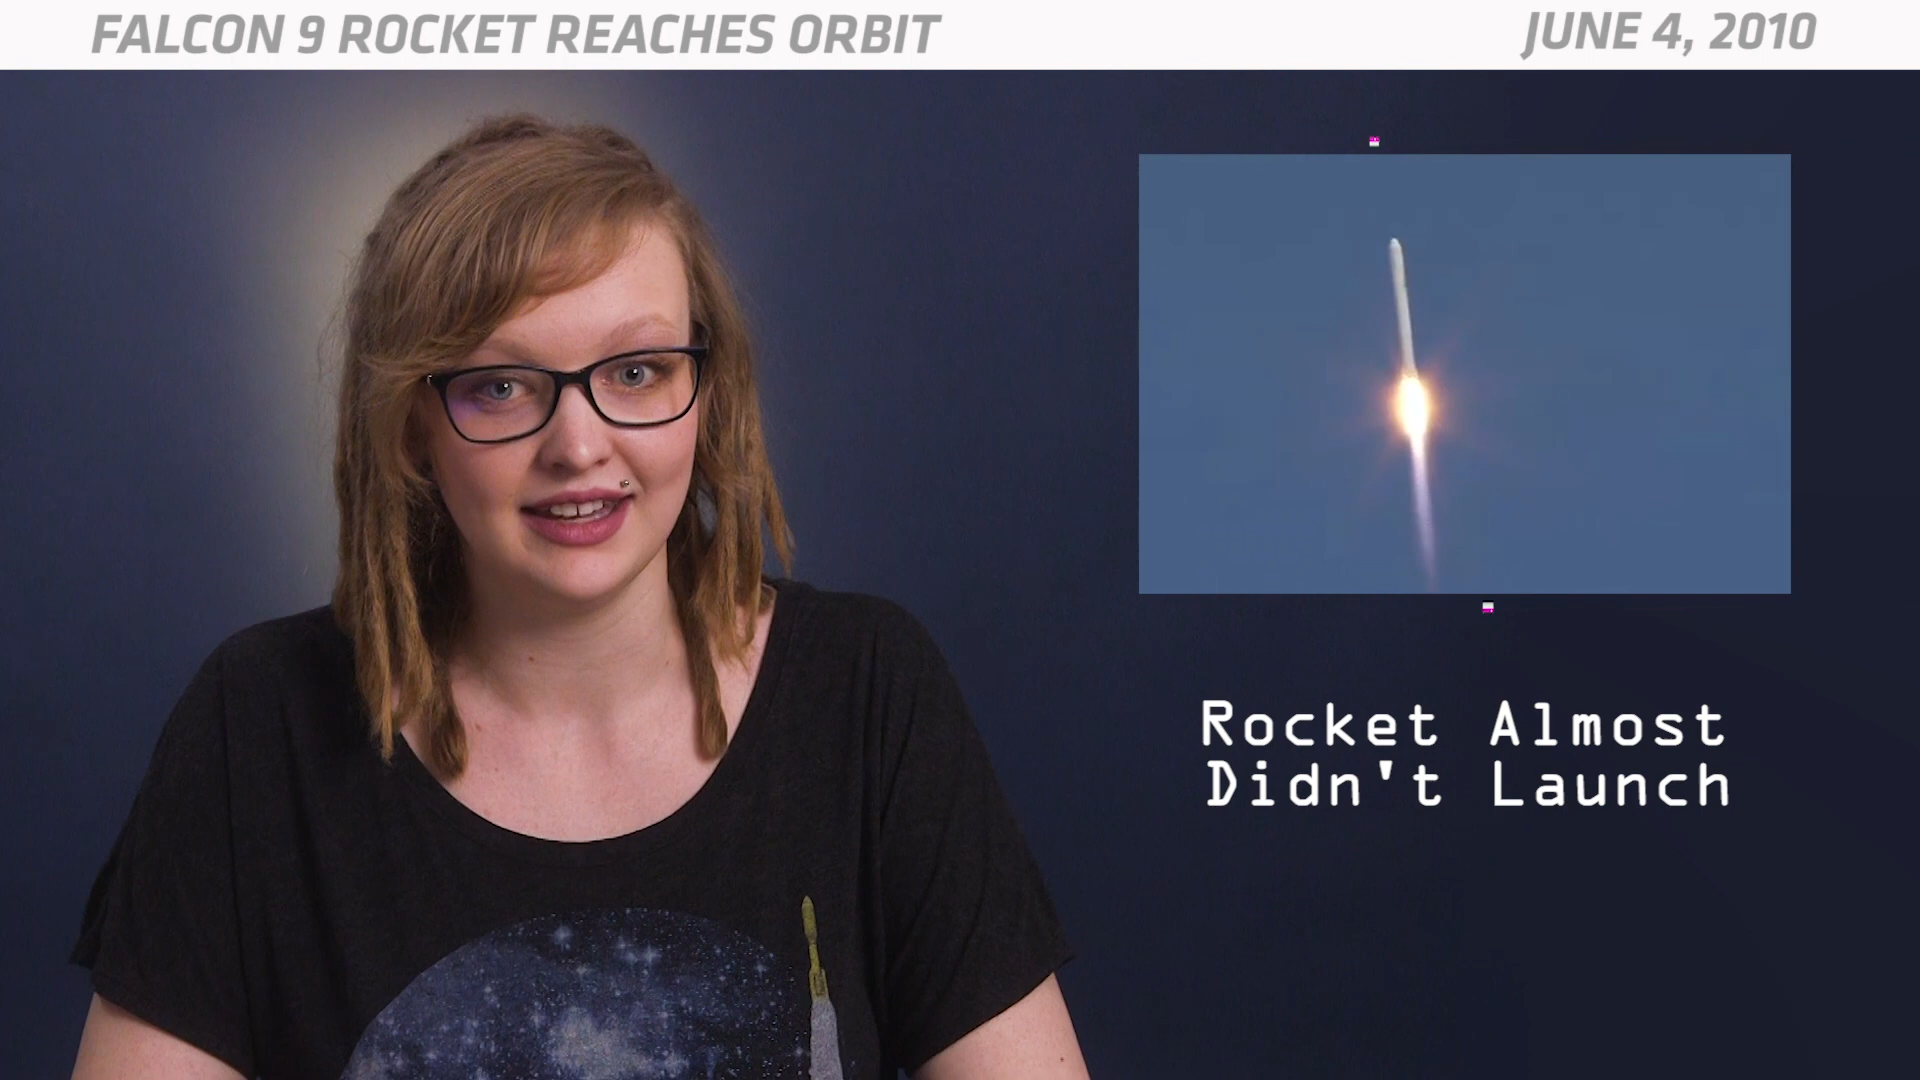 FALCON 9 ROCKET REACHES ORBIT
JUNE 4, 2010
Rocket Almost
Didn't Launch